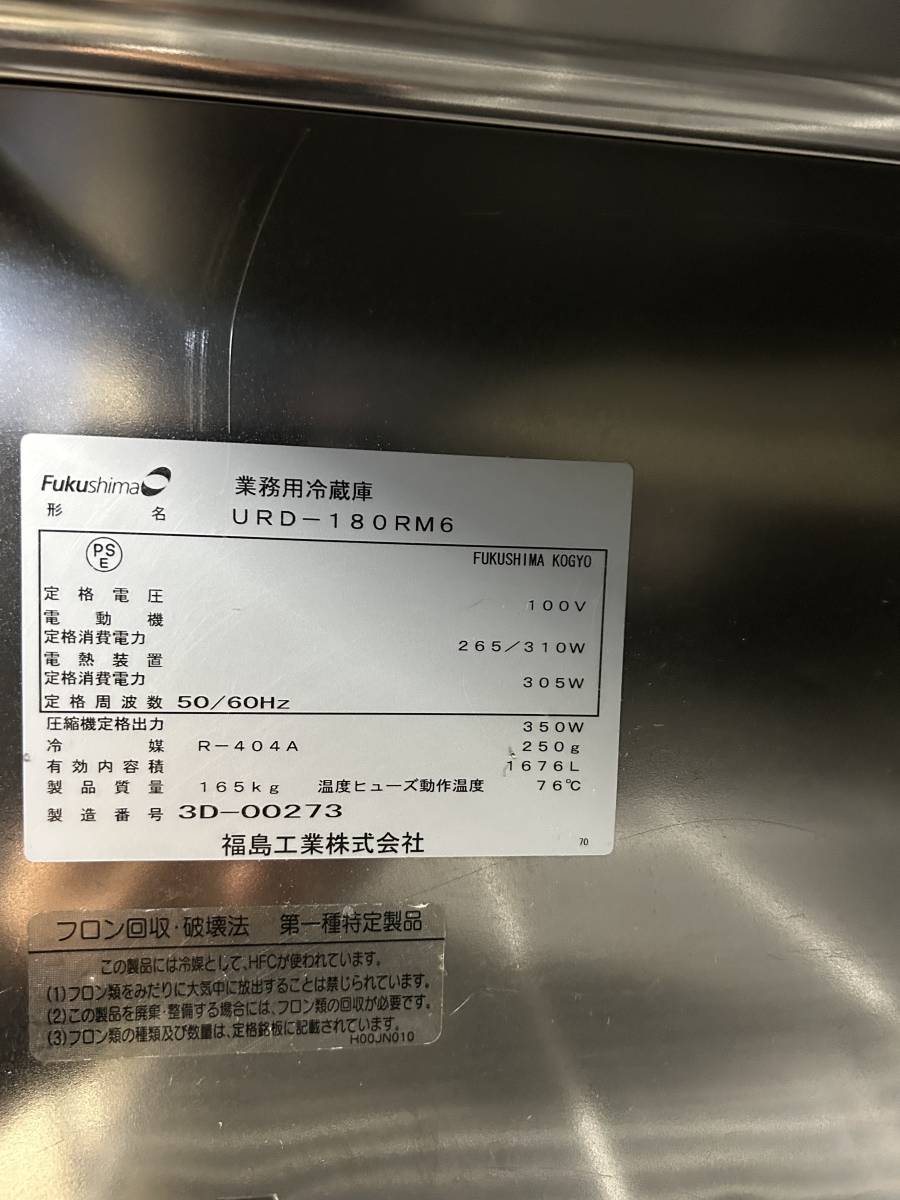 Fukushima
業務用冷蔵庫
形名 URD-180RM6
PS E
FUKUSHIMA KOGYO
定格電圧 100V
電動機
定格消費電力 265/310W
電熱装置
定格消費電力 305W
定格周波数 50/60Hz
圧縮機定格出力 350W
冷媒 R-404A 250g
有効内容積 1676L
製品質量 165kg 温度ヒューズ動作温度 76℃
製造番号 3D-00273
福島工業株式会社 70
フロン回収・破壊法 第一種特定製品
この製品には冷媒として、HFCが使われています。
(1)フロン類をみだりに大気中に放出することは禁じられています。
(2)この製品を廃棄・整備する場合には、フロン類の回収が必要です。
(3)フロン類の種類及び数量は、定格銘板に記載されています。
H00JN010